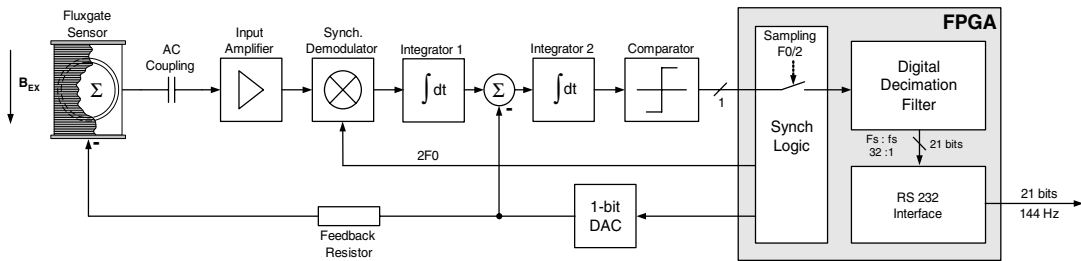 Fluxgate
Sensor
B_EX
Σ
-
AC
Coupling
Input
Amplifier
Synch.
Demodulator
Integrator 1
∫dt
Σ
-
Integrator 2
∫dt
Comparator
1
FPGA
Sampling
F0/2
Synch
Logic
Digital
Decimation
Filter
Fs : fs
32 :1
21 bits
RS 232
Interface
21 bits
144 Hz
2F0
1-bit
DAC
Feedback
Resistor